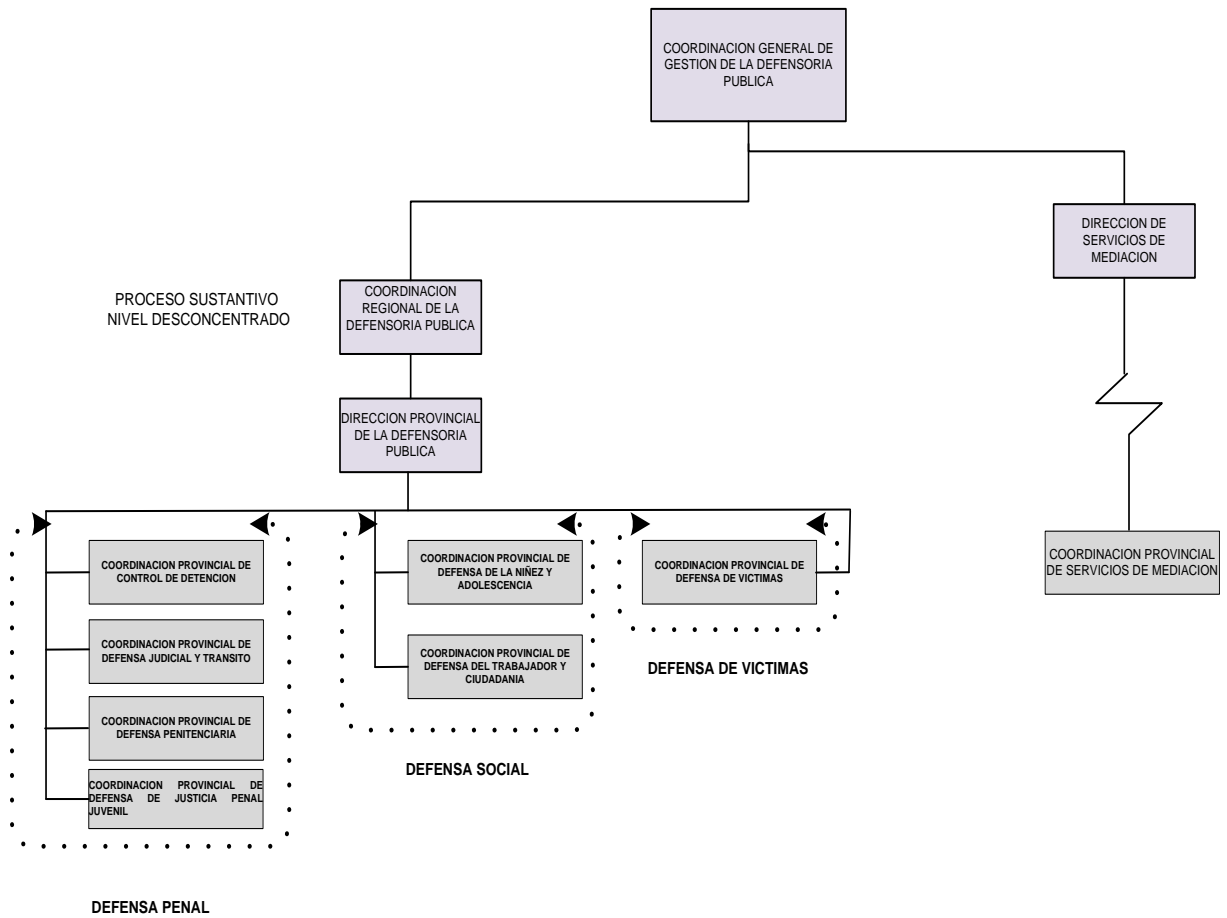 COORDINACION GENERAL DE
GESTION DE LA DEFENSORIA
PUBLICA
DIRECCION DE
SERVICIOS DE
MEDIACION
PROCESO SUSTANTIVO
NIVEL DESCONCENTRADO
COORDINACION
REGIONAL DE LA
DEFENSORIA PUBLICA
DIRECCION PROVINCIAL
DE LA DEFENSORIA
PUBLICA
COORDINACION PROVINCIAL DE
CONTROL DE DETENCION
COORDINACION PROVINCIAL DE
DEFENSA JUDICIAL Y TRANSITO
COORDINACION PROVINCIAL DE
DEFENSA PENITENCIARIA
COORDINACION PROVINCIAL DE
DEFENSA DE JUSTICIA PENAL
JUVENIL
DEFENSA PENAL
COORDINACION PROVINCIAL DE
DEFENSA DE LA NIÑEZ Y
ADOLESCENCIA
COORDINACION PROVINCIAL DE
DEFENSA DEL TRABAJADOR Y
CIUDADANIA
DEFENSA SOCIAL
COORDINACION PROVINCIAL DE
DEFENSA DE VICTIMAS
DEFENSA DE VICTIMAS
COORDINACION PROVINCIAL
DE SERVICIOS DE MEDIACION